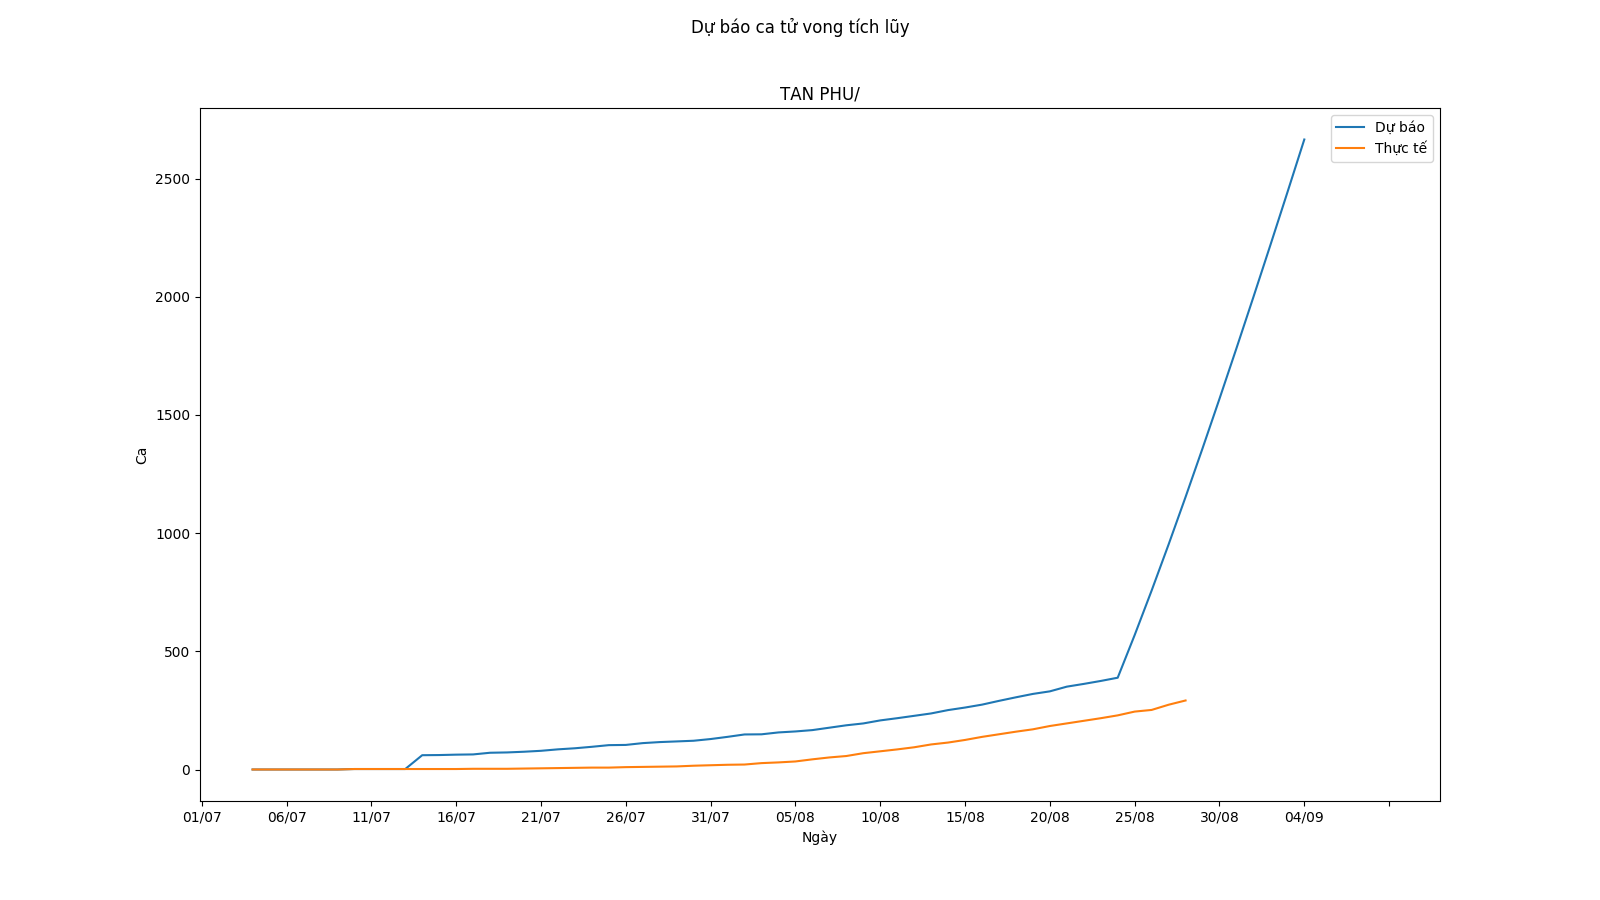 Dự báo ca tử vong tích lũy
TAN PHU/
Dự báo
Thực tế
2500
2000
1500
1000
500
0
Ca
01/07 06/07 11/07 16/07 21/07 26/07 31/07 05/08 10/08 15/08 20/08 25/08 30/08 04/09
Ngày